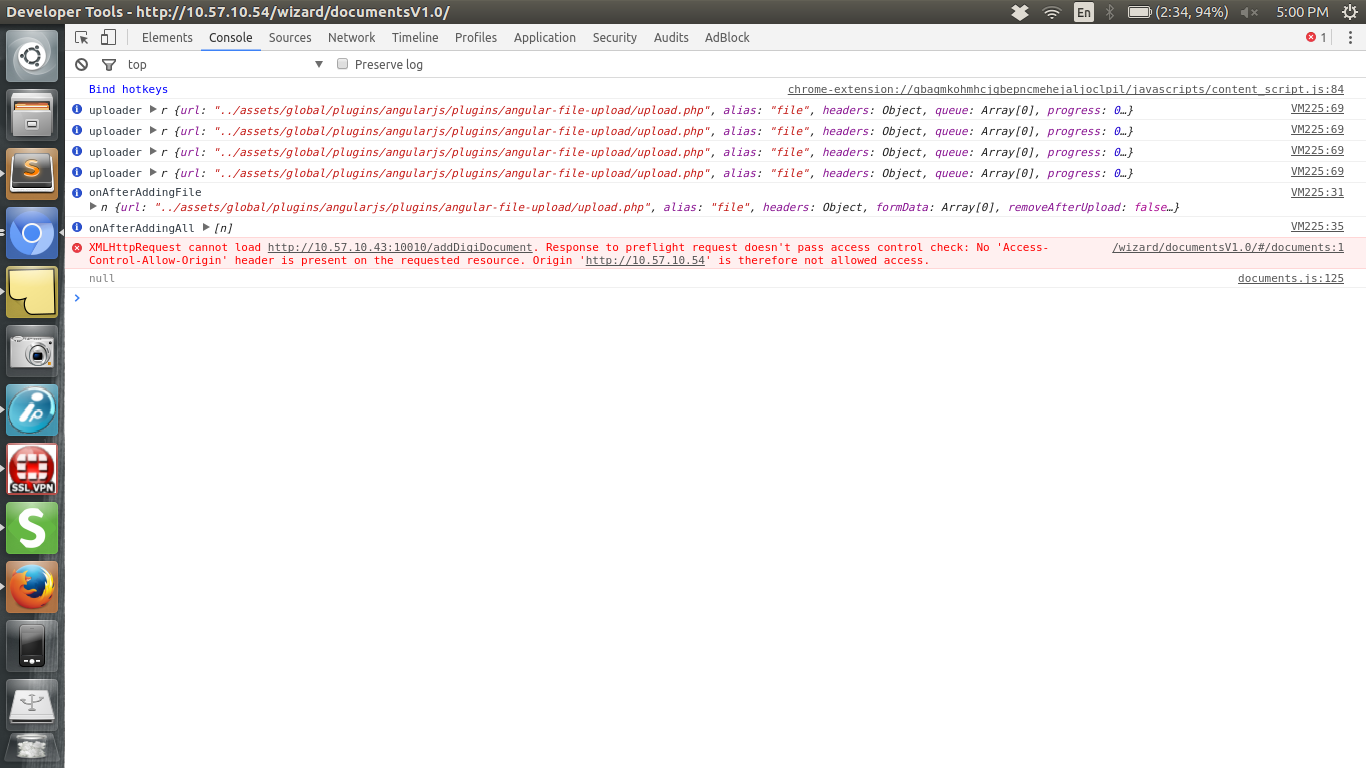 Developer Tools - http://10.57.10.54/wizard/documentsV1.0/
En
(2:34, 94%)
5:00 PM
Elements Console Sources Network Timeline Profiles Application Security Audits AdBlock
1
top
Preserve log
Bind hotkeys
chrome-extension://gbaqmkohmhcjgbepncmehejaljoclpil/javascripts/content_script.js:84
uploader ▶ r {url: "../assets/global/plugins/angularjs/plugins/angular-file-upload/upload.php", alias: "file", headers: Object, queue: Array[0], progress: 0…}
VM225:69
uploader ▶ r {url: "../assets/global/plugins/angularjs/plugins/angular-file-upload/upload.php", alias: "file", headers: Object, queue: Array[0], progress: 0…}
VM225:69
uploader ▶ r {url: "../assets/global/plugins/angularjs/plugins/angular-file-upload/upload.php", alias: "file", headers: Object, queue: Array[0], progress: 0…}
VM225:69
uploader ▶ r {url: "../assets/global/plugins/angularjs/plugins/angular-file-upload/upload.php", alias: "file", headers: Object, queue: Array[0], progress: 0…}
VM225:69
onAfterAddingFile
VM225:31
▶ n {url: "../assets/global/plugins/angularjs/plugins/angular-file-upload/upload.php", alias: "file", headers: Object, formData: Array[0], removeAfterUpload: false…}
onAfterAddingAll ▶ [n]
VM225:35
XMLHttpRequest cannot load http://10.57.10.43:10010/addDigiDocument. Response to preflight request doesn't pass access control check: No 'Access-
/wizard/documentsV1.0/#/documents:1
Control-Allow-Origin' header is present on the requested resource. Origin 'http://10.57.10.54' is therefore not allowed access.
null
documents.js:125
S
ip
SSL_VPN
S